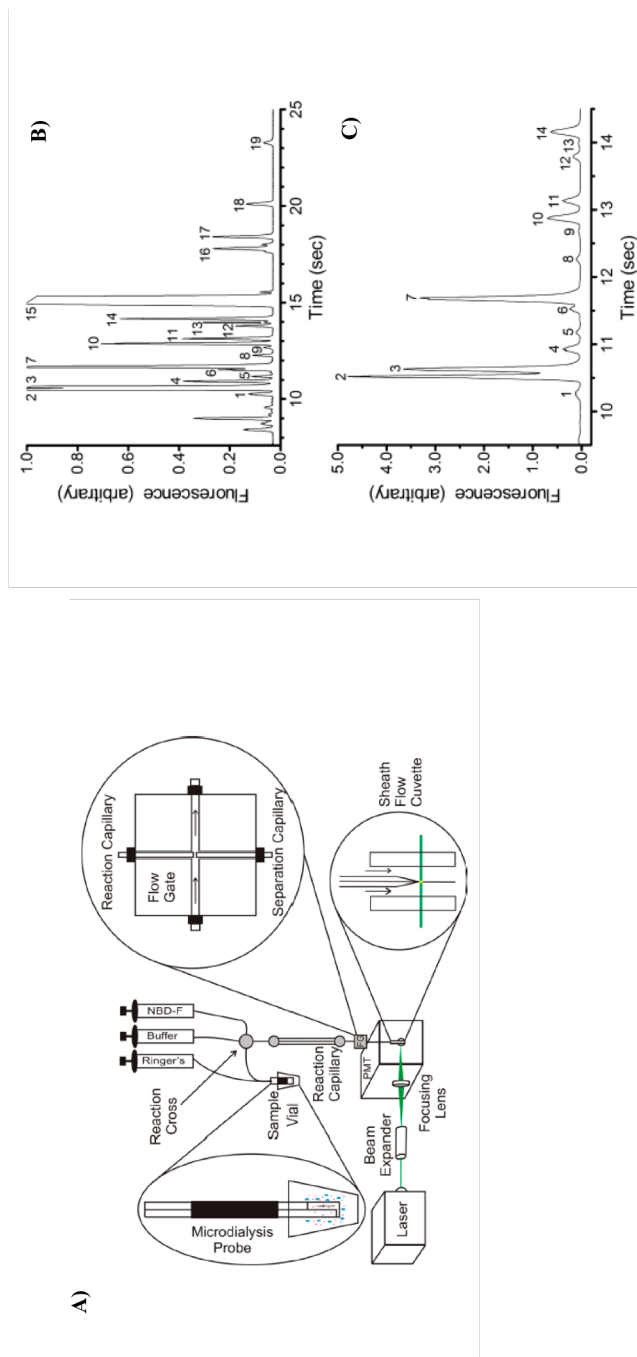 A)
Microdialysis
Probe
Reaction
Cross
Ringer's
Buffer
NBD-F
Sample
Vial
Reaction
Capillary
Reaction Capillary
Flow
Gate
Separation Capillary
FG
PMT
Laser
Beam
Expander
Focusing
Lens
Sheath
Flow
Cuvette
B)
Fluorescence (arbitrary)
1.0
0.8
0.6
0.4
0.2
0.0
1
2
3
4
5
6
7
8
9
10
11
12
13
14
15
16
17
18
19
10
15
20
25
Time (sec)
C)
Fluorescence (arbitrary)
5.0
4.0
3.0
2.0
1.0
0.0
1
2
3
4
5
6
7
8
9
10
11
12
13
14
10
11
12
13
14
Time (sec)